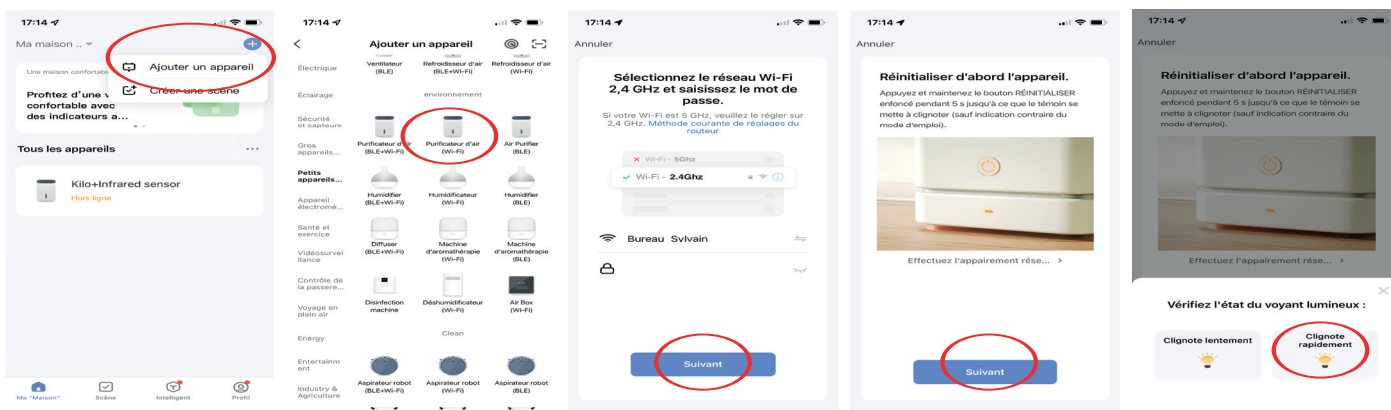 17:14
Ma maison ..
Ajouter un appareil
Une maison confortable
Créer une scène
Profitez d'une v
confortable avec
des indicateurs a...
Tous les appareils
Kilo+Infrared sensor
Hors ligne
Ma "Maison"
Scène
Intelligent
Profil
17:14
Ajouter un appareil
Électrique
Éclairage
Sécurité
et capteurs
Gros
appareils...
Petits
appareils...
Appareil
électromé...
Santé et
exercice
Vidéosurvei
llance
Contrôle de
la passere...
Voyage en
plein air
Energy
Entertainm
ent
Industry &
Agriculture
Ventilateur
(BLE)
Refroidisseur d'air
(BLE+Wi-Fi)
Refroidisseur d'air
(Wi-Fi)
environnement
Purificateur d'air
(BLE+Wi-Fi)
Purificateur d'air
(Wi-Fi)
Air Purifier
(BLE)
Humidifier
(BLE+Wi-Fi)
Humidificateur
(Wi-Fi)
Humidifier
(BLE)
Diffuser
(BLE+Wi-Fi)
Machine
d'aromathérapie
(Wi-Fi)
Machine
d'aromathérapie
(BLE)
Disinfection
machine
Déshumidificateur
(Wi-Fi)
Air Box
(Wi-Fi)
Clean
Aspirateur robot
(BLE+Wi-Fi)
Aspirateur robot
(Wi-Fi)
Aspirateur robot
(BLE)
17:14
Annuler
Sélectionnez le réseau Wi-Fi
2,4 GHz et saisissez le mot de
passe.
Si votre Wi-Fi est 5 GHz, veuillez le régler sur
2,4 GHz. Méthode courante de réglages du
routeur
Wi-Fi - 5Ghz
Wi-Fi - 2.4Ghz
Bureau Sylvain
Suivant
17:14
Annuler
Réinitialiser d'abord l'appareil.
Appuyez et maintenez le bouton RÉINITIALISER
enfoncé pendant 5 s jusqu'à ce que le témoin se
mette à clignoter (sauf indication contraire du
mode d'emploi).
Effectuez l'appairement rése...
Suivant
17:14
Annuler
Réinitialiser d'abord l'appareil.
Appuyez et maintenez le bouton RÉINITIALISER
enfoncé pendant 5 s jusqu'à ce que le témoin se
mette à clignoter (sauf indication contraire du
mode d'emploi).
Effectuez l'appairement rése...
Vérifiez l'état du voyant lumineux :
Clignote lentement
Clignote
rapidement